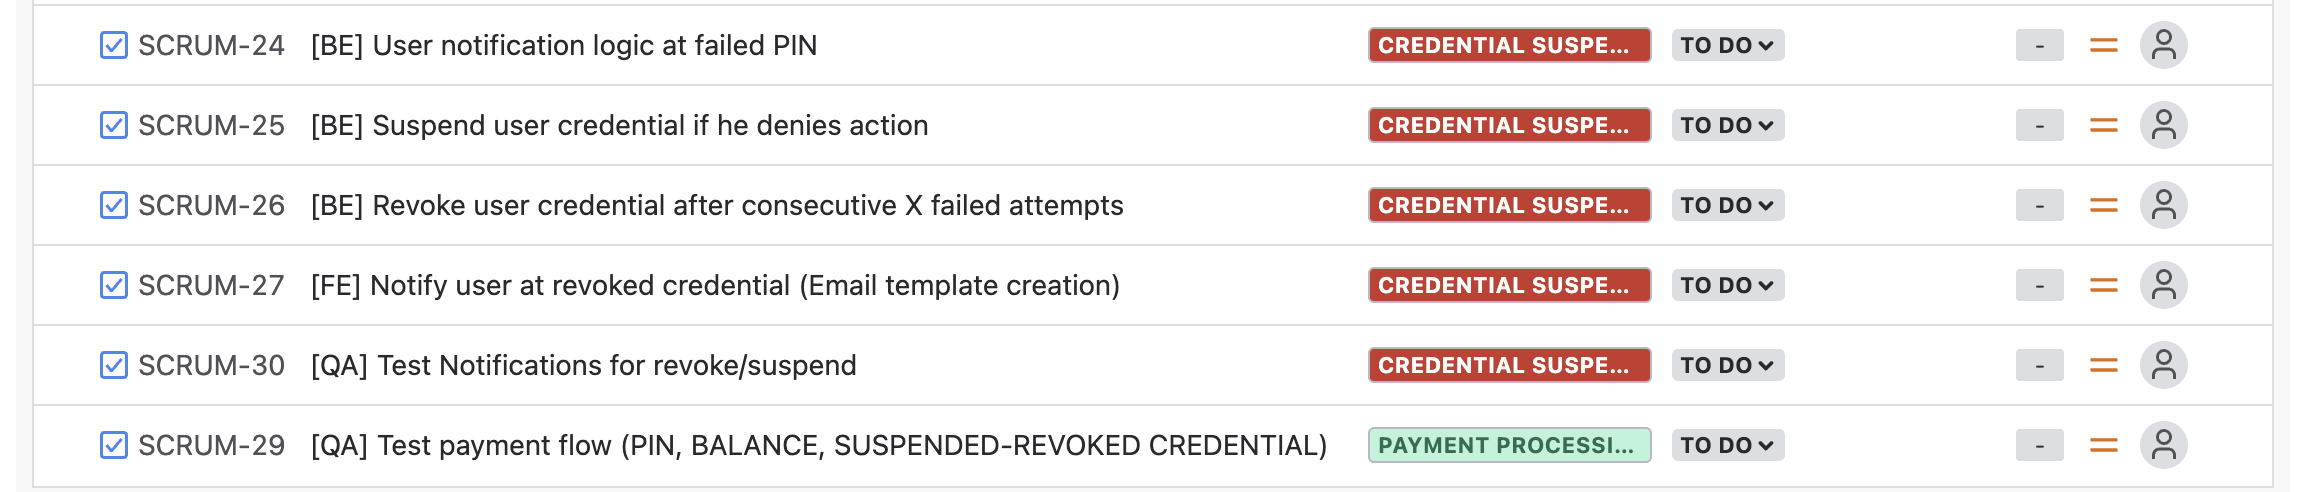 SCRUM-24 [BE] User notification logic at failed PIN CREDENTIAL SUSPE... TO DO -
SCRUM-25 [BE] Suspend user credential if he denies action CREDENTIAL SUSPE... TO DO -
SCRUM-26 [BE] Revoke user credential after consecutive X failed attempts CREDENTIAL SUSPE... TO DO -
SCRUM-27 [FE] Notify user at revoked credential (Email template creation) CREDENTIAL SUSPE... TO DO -
SCRUM-30 [QA] Test Notifications for revoke/suspend CREDENTIAL SUSPE... TO DO -
SCRUM-29 [QA] Test payment flow (PIN, BALANCE, SUSPENDED-REVOKED CREDENTIAL) PAYMENT PROCESSI... TO DO -